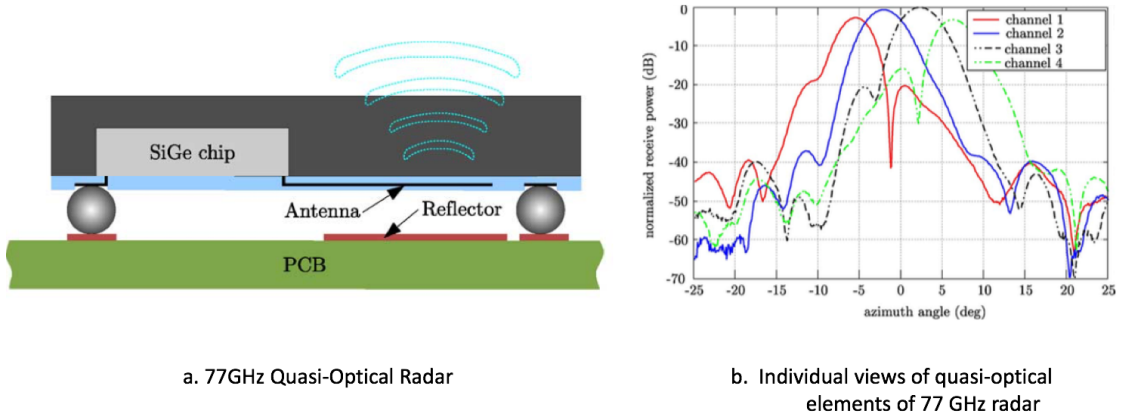 SiGe chip
Antenna
Reflector
PCB
a. 77GHz Quasi-Optical Radar
normalized receive power (dB)
0
-10
-20
-30
-40
-50
-60
-70
-25
-20
-15
-10
-5
0
5
10
15
20
25
azimuth angle (deg)
channel 1
channel 2
channel 3
channel 4
b. Individual views of quasi-optical
elements of 77 GHz radar